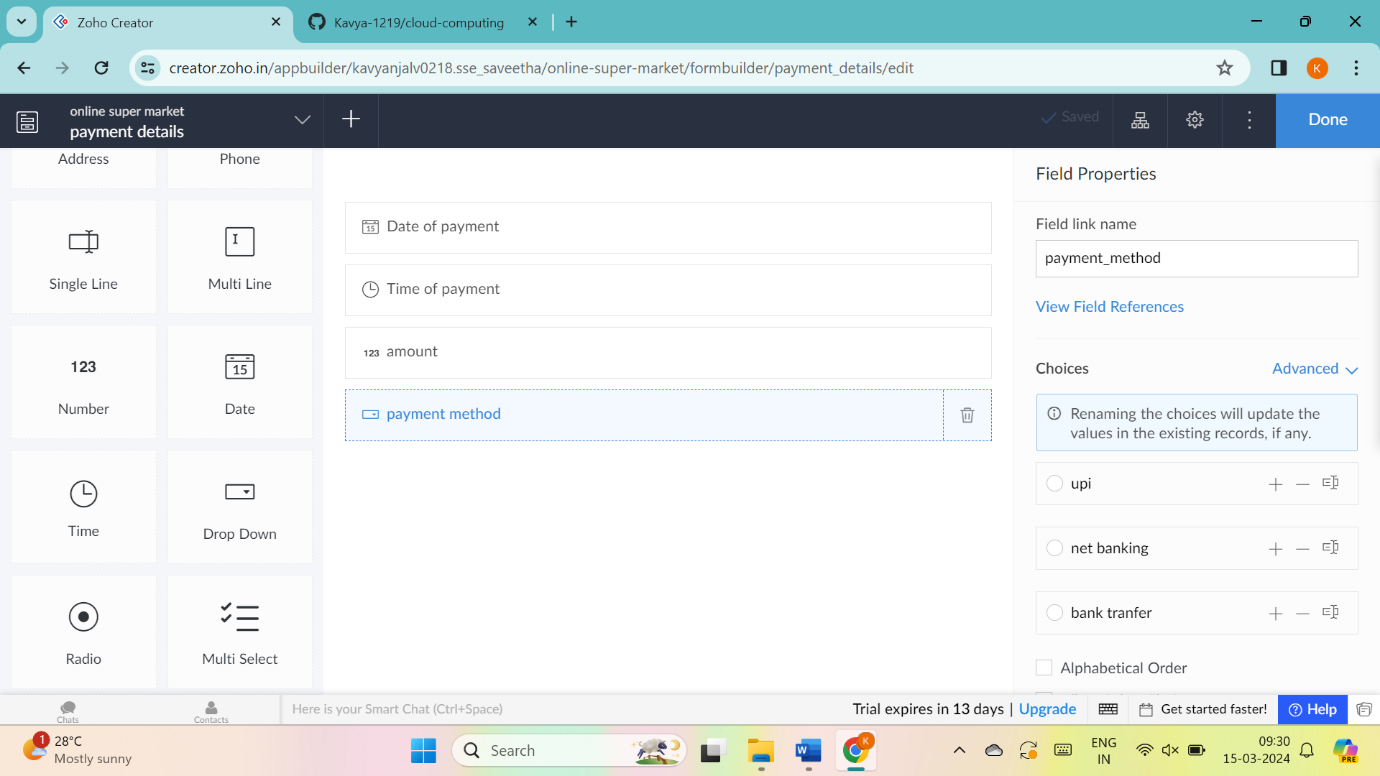 Zoho Creator
Kavya-1219/cloud-computing
creator.zoho.in/appbuilder/kavyanjalv0218.sse_saveetha/online-super-market/formbuilder/payment_details/edit
K
online super market
payment details
Saved
Done
Address
Phone
Single Line
Multi Line
123
Number
15
Date
Time
Drop Down
Radio
Multi Select
15 Date of payment
Time of payment
123 amount
payment method
Field Properties
Field link name
payment_method
View Field References
Choices
Advanced
Renaming the choices will update the
values in the existing records, if any.
upi
net banking
bank tranfer
Alphabetical Order
Chats
Contacts
Here is your Smart Chat (Ctrl+Space)
Trial expires in 13 days | Upgrade
Get started faster!
? Help
1
28°C
Mostly sunny
Search
W
K
ENG
IN
09:30
15-03-2024
PRE